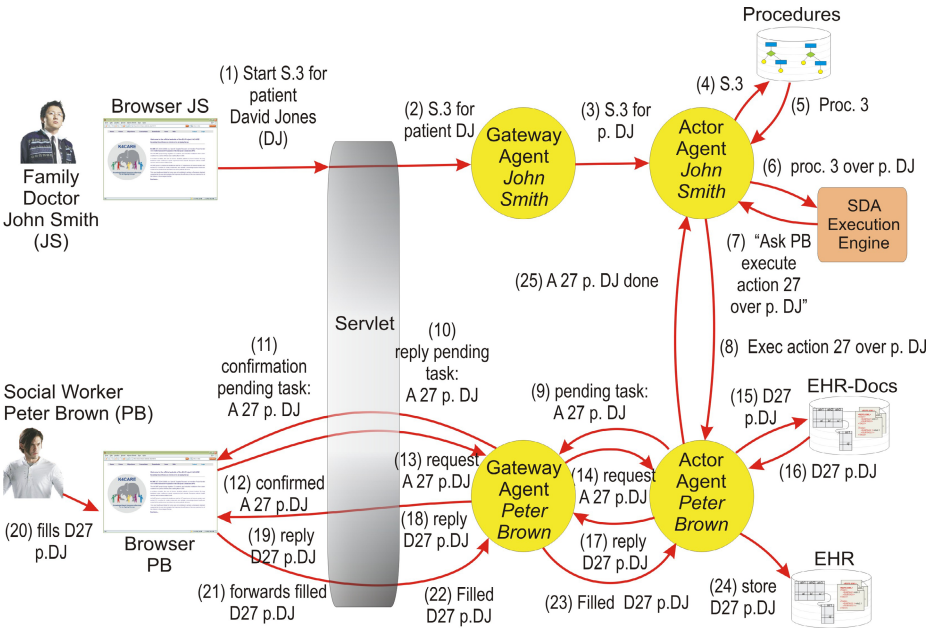 Procedures
(1) Start S.3 for
patient
David Jones
(DJ)
Browser JS
(2) S.3 for
patient DJ
(3) S.3 for
p. DJ
(4) S.3
(5) Proc. 3
Gateway
Agent
John
Smith
Actor
Agent
John
Smith
(6) proc. 3 over p. DJ
Family
Doctor
John Smith
(JS)
SDA
Execution
Engine
(7) “Ask PB
execute
action 27
over p. DJ”
(25) A 27 p. DJ done
Servlet
(8) Exec action 27 over p. DJ
(10)
reply pending
task:
A 27 p. DJ
(11)
confirmation
pending task:
A 27 p. DJ
Social Worker
Peter Brown (PB)
(9) pending task:
A 27 p. DJ
EHR-Docs
(15) D27
p.DJ
(16) D27 p.DJ
(13) request
A 27 p.DJ
(14) request
A 27 p.DJ
Gateway
Agent
Peter
Brown
Actor
Agent
Peter
Brown
(12) confirmed
A 27 p.DJ
(18) reply
D27 p.DJ
(19) reply
D27 p.DJ
(17) reply
D27 p.DJ
(20) fills D27
p.DJ
Browser
PB
EHR
(21) forwards filled
D27 p.DJ
(22) Filled
D27 p.DJ
(23) Filled D27 p.DJ
(24) store
D27 p.DJ
K4CARE
K4CARE